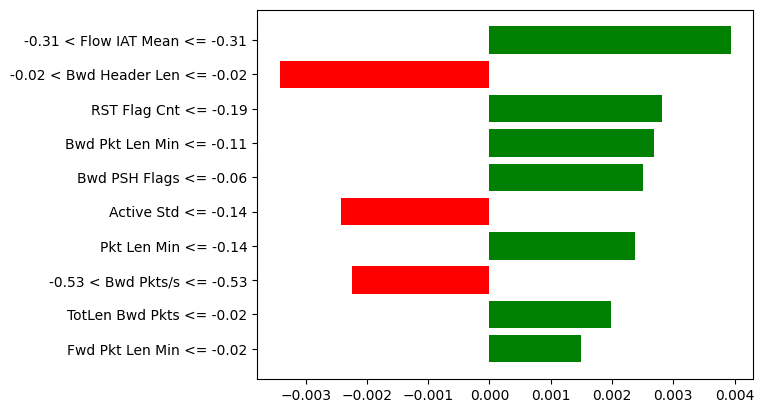 -0.31 < Flow IAT Mean <= -0.31
-0.02 < Bwd Header Len <= -0.02
RST Flag Cnt <= -0.19
Bwd Pkt Len Min <= -0.11
Bwd PSH Flags <= -0.06
Active Std <= -0.14
Pkt Len Min <= -0.14
-0.53 < Bwd Pkts/s <= -0.53
TotLen Bwd Pkts <= -0.02
Fwd Pkt Len Min <= -0.02
−0.003 −0.002 −0.001 0.000 0.001 0.002 0.003 0.004